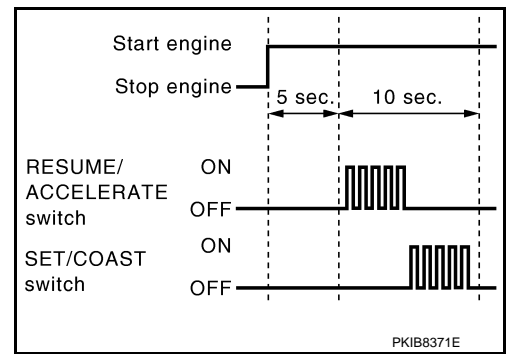 Start engine
Stop engine
5 sec.
10 sec.
RESUME/
ACCELERATE
switch
ON
OFF
SET/COAST
switch
ON
OFF
PKIB8371E